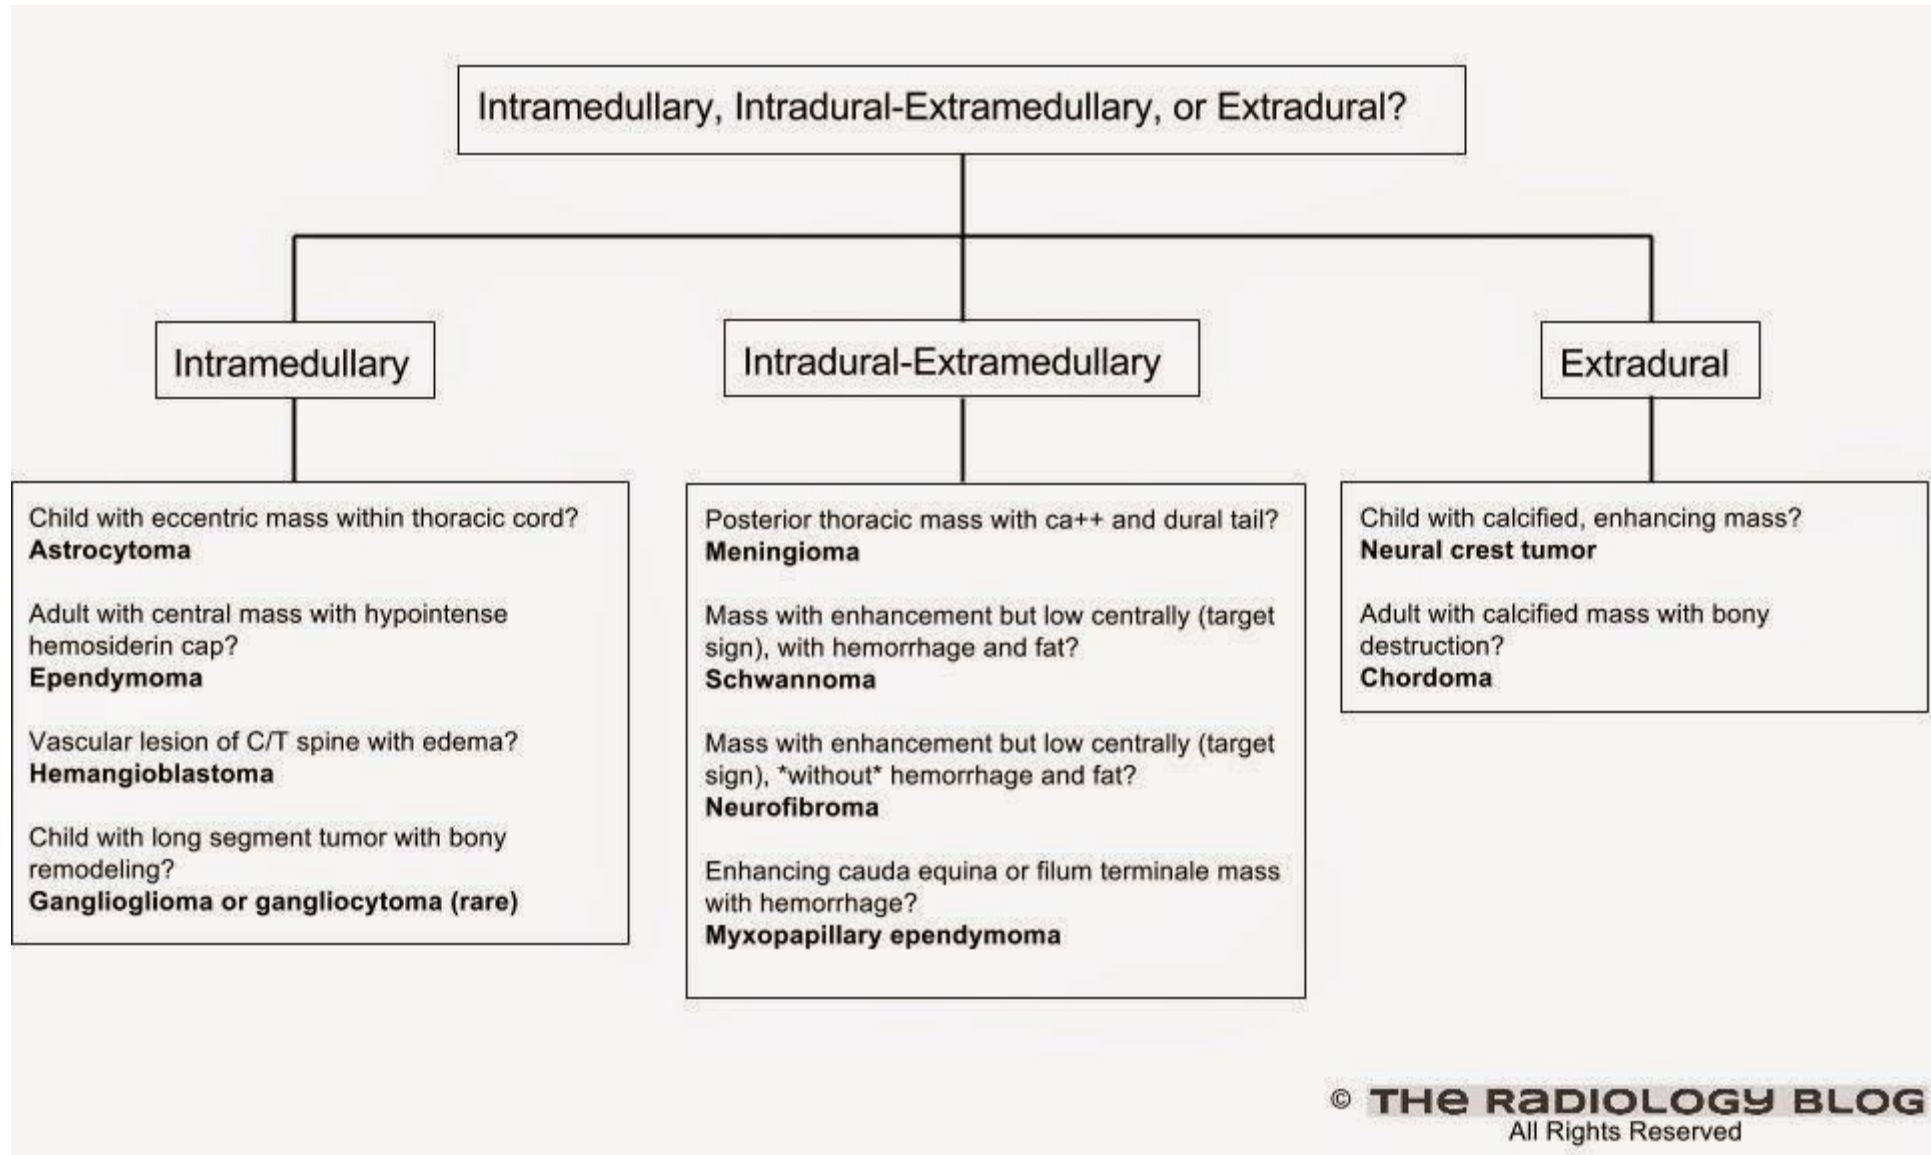 Intramedullary, Intradural-Extramedullary, or Extradural?
Intramedullary
Intradural-Extramedullary
Extradural
Child with eccentric mass within thoracic cord?
Astrocytoma
Adult with central mass with hypointense
hemosiderin cap?
Ependymoma
Vascular lesion of C/T spine with edema?
Hemangioblastoma
Child with long segment tumor with bony
remodeling?
Ganglioglioma or gangliocytoma (rare)
Posterior thoracic mass with ca++ and dural tail?
Meningioma
Mass with enhancement but low centrally (target
sign), with hemorrhage and fat?
Schwannoma
Mass with enhancement but low centrally (target
sign), *without* hemorrhage and fat?
Neurofibroma
Enhancing cauda equina or filum terminale mass
with hemorrhage?
Myxopapillary ependymoma
Child with calcified, enhancing mass?
Neural crest tumor
Adult with calcified mass with bony
destruction?
Chordoma
© THe RaDIOLOGY BLOG
All Rights Reserved